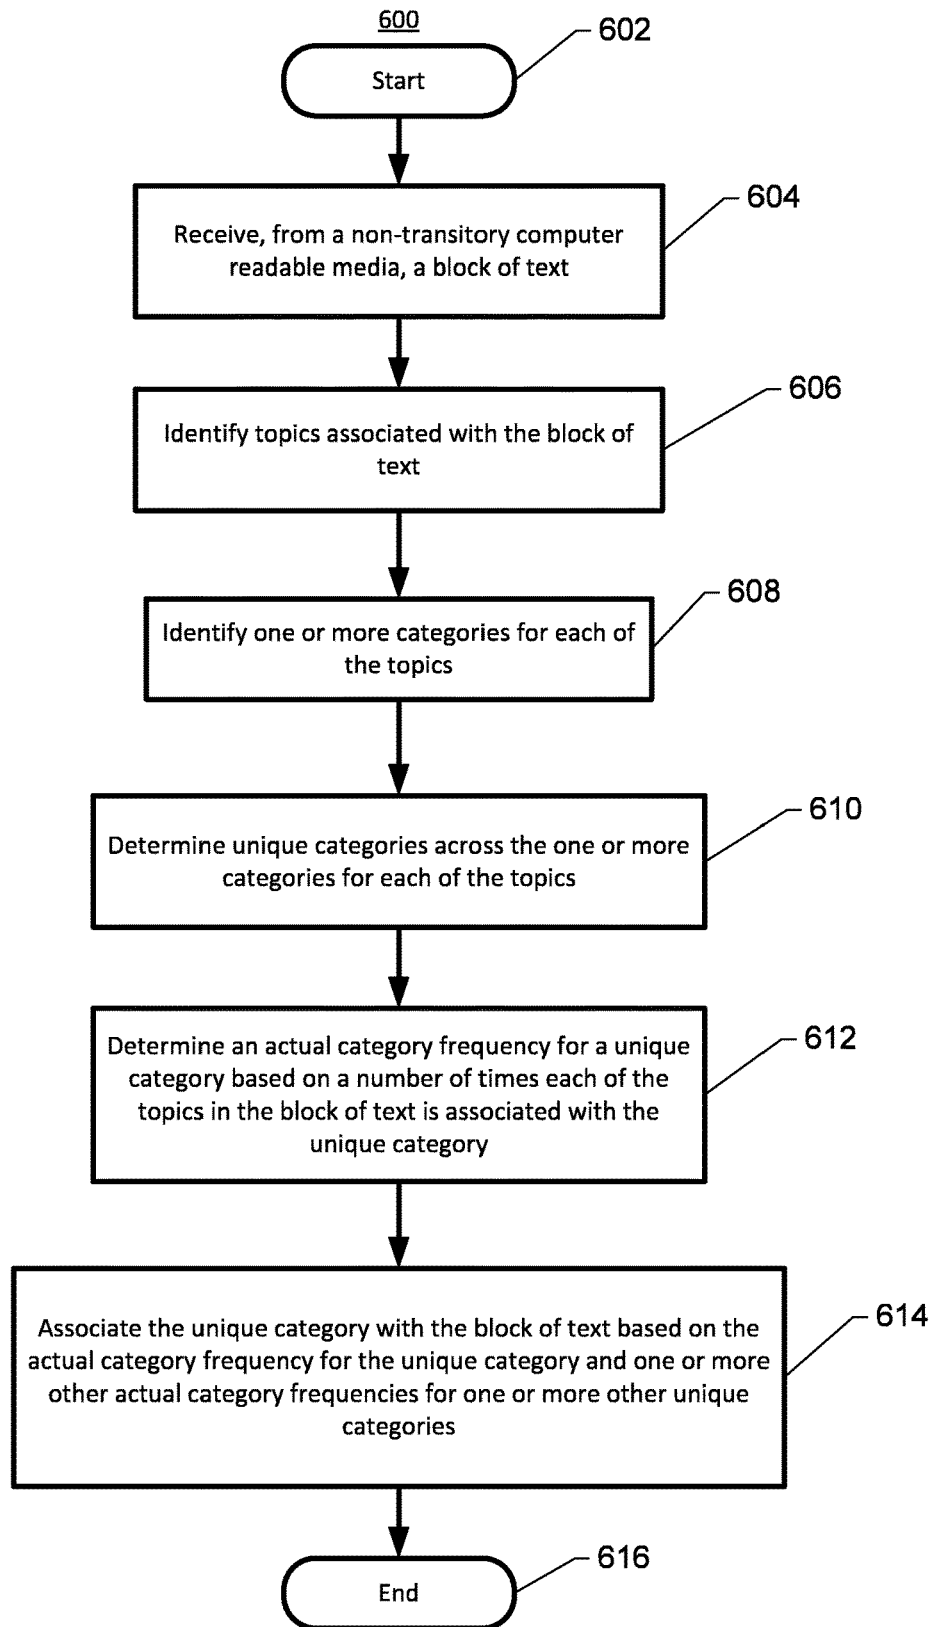 600
602
Start
604
Receive, from a non-transitory computer
readable media, a block of text
606
Identify topics associated with the block of
text
608
Identify one or more categories for each of
the topics
610
Determine unique categories across the one or more
categories for each of the topics
612
Determine an actual category frequency for a unique
category based on a number of times each of the
topics in the block of text is associated with the
unique category
614
Associate the unique category with the block of text based on the
actual category frequency for the unique category and one or more
other actual category frequencies for one or more other unique
categories
616
End